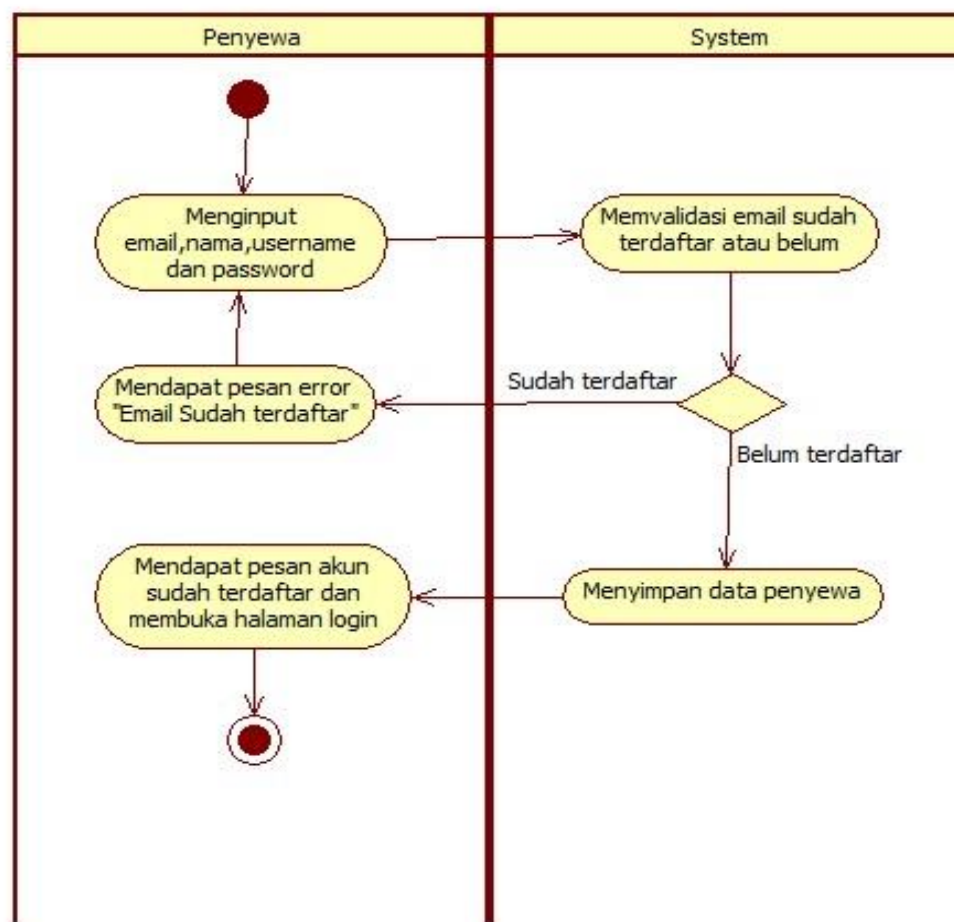 Penyewa
System
Menginput
email,nama,username
dan password
Memvalidasi email sudah
terdaftar atau belum
Sudah terdaftar
Mendapat pesan error
"Email Sudah terdaftar"
Belum terdaftar
Mendapat pesan akun
sudah terdaftar dan
membuka halaman login
Menyimpan data penyewa